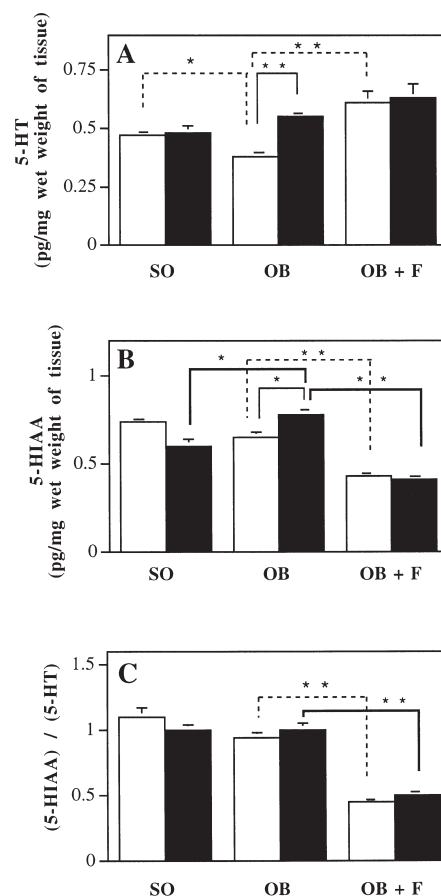 A
* * *
* *
0.75
0.5
0.25
0
5-HT
(pg/mg wet weight of tissue)
SO OB OB + F
B
* * *
* * *
1
0.5
0
5-HIAA
(pg/mg wet weight of tissue)
SO OB OB + F
C
* *
* *
1.5
1
0.5
0
(5-HIAA) / (5-HT)
SO OB OB + F